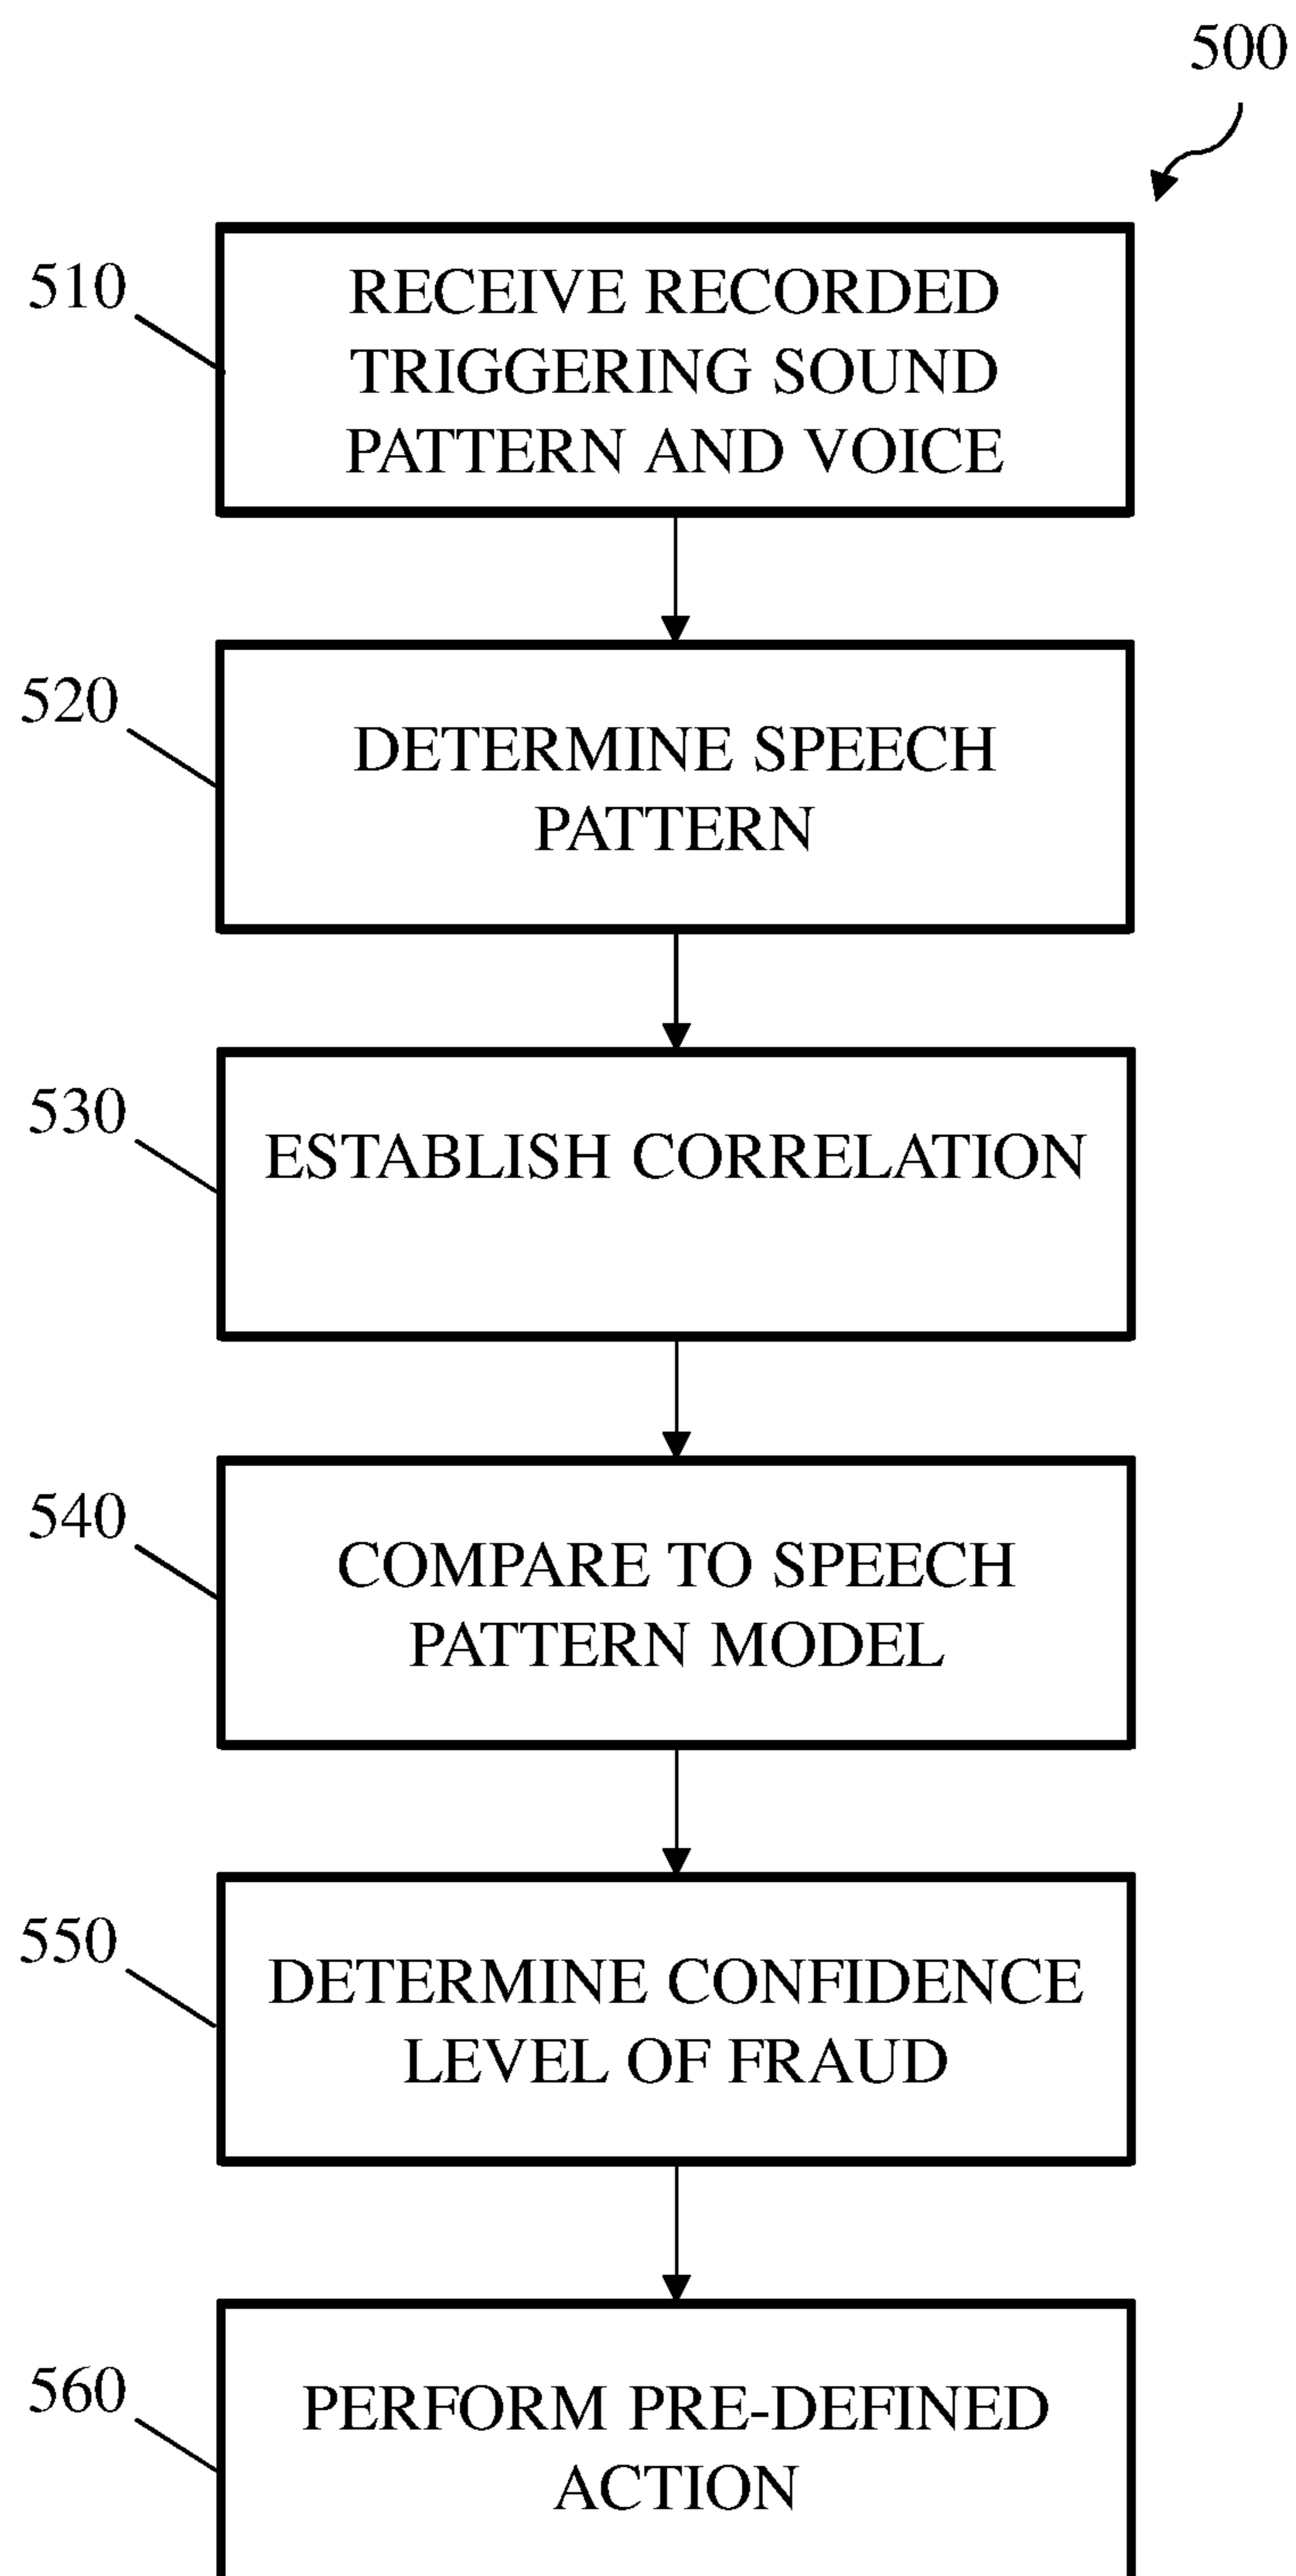 500
510
RECEIVE RECORDED
TRIGGERING SOUND
PATTERN AND VOICE
520
DETERMINE SPEECH
PATTERN
530
ESTABLISH CORRELATION
540
COMPARE TO SPEECH
PATTERN MODEL
550
DETERMINE CONFIDENCE
LEVEL OF FRAUD
560
PERFORM PRE-DEFINED
ACTION